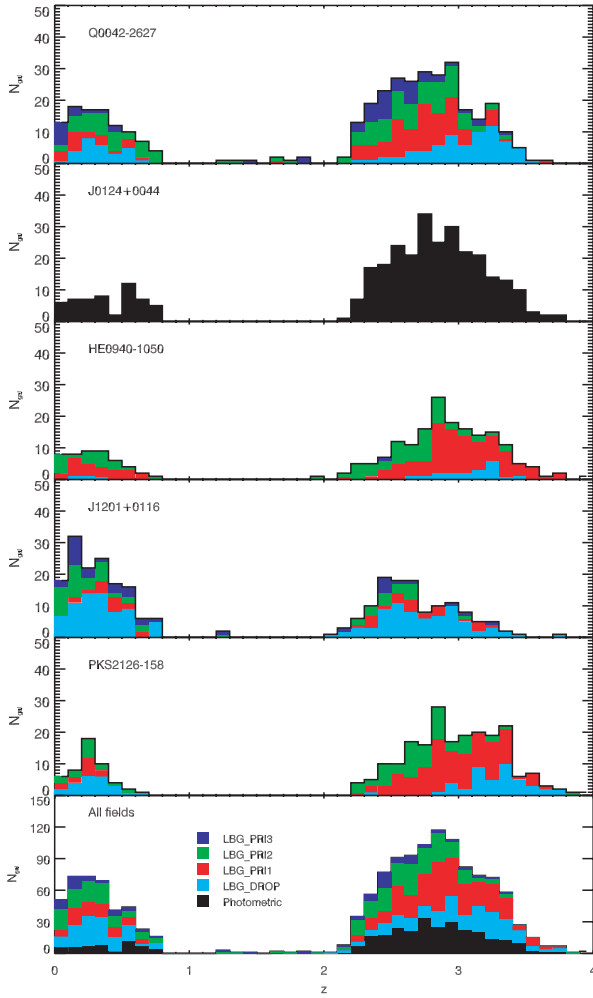 50
40
30
20
10
0
N_gal
Q0042-2627
50
40
30
20
10
0
N_gal
J0124+0044
50
40
30
20
10
0
N_gal
HE0940-1050
50
40
30
20
10
0
N_gal
J1201+0116
50
40
30
20
10
0
N_gal
PKS2126-158
150
120
90
60
30
0
N_gal
All fields
LBG_PRI3
LBG_PRI2
LBG_PRI1
LBG_DROP
Photometric
0 1 2 3 4
z